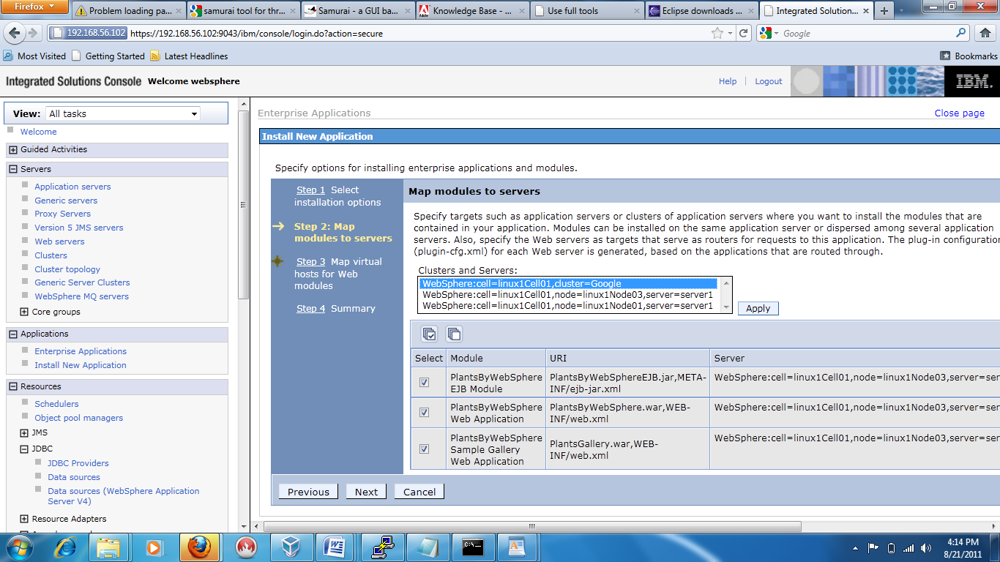 Firefox
Problem loading pa...
samurai tool for thr...
Samurai - a GUI ba...
Knowledge Base - ...
Use full tools
Eclipse downloads ...
Integrated Solution...
192.168.56.102 https://192.168.56.102:9043/ibm/console/login.do?action=secure
Google
Most Visited Getting Started Latest Headlines
Bookmarks
Integrated Solutions Console Welcome websphere
Help Logout
IBM.
View: All tasks
Welcome
Guided Activities
Servers
Application servers
Generic servers
Proxy Servers
Version 5 JMS servers
Web servers
Clusters
Cluster topology
Generic Server Clusters
WebSphere MQ servers
Core groups
Applications
Enterprise Applications
Install New Application
Resources
Schedulers
Object pool managers
JMS
JDBC
JDBC Providers
Data sources
Data sources (WebSphere Application
Server V4)
Resource Adapters
Enterprise Applications
Close page
Install New Application
Specify options for installing enterprise applications and modules.
Step 1 Select
installation options
Step 2: Map
modules to servers
Step 3 Map virtual
hosts for Web
modules
Step 4 Summary
Map modules to servers
Specify targets such as application servers or clusters of application servers where you want to install the modules that are
contained in your application. Modules can be installed on the same application server or dispersed among several application
servers. Also, specify the Web servers as targets that serve as routers for requests to this application. The plug-in configuration
(plugin-cfg.xml) for each Web server is generated, based on the applications that are routed through.
Clusters and Servers:
WebSphere:cell=linux1Cell01,cluster=Google
WebSphere:cell=linux1Cell01,node=linux1Node03,server=server1
WebSphere:cell=linux1Cell01,node=linux1Node01,server=server1
Apply
Select Module URI Server
PlantsByWebSphere
EJB Module
PlantsByWebSphereEJB.jar,META-
INF/ejb-jar.xml
WebSphere:cell=linux1Cell01,node=linux1Node03,server=ser
PlantsByWebSphere
Web Application
PlantsByWebSphere.war,WEB-
INF/web.xml
WebSphere:cell=linux1Cell01,node=linux1Node03,server=ser
PlantsByWebSphere
Sample Gallery
Web Application
PlantsGallery.war,WEB-
INF/web.xml
WebSphere:cell=linux1Cell01,node=linux1Node03,server=ser
Previous Next Cancel
4:14 PM
8/21/2011